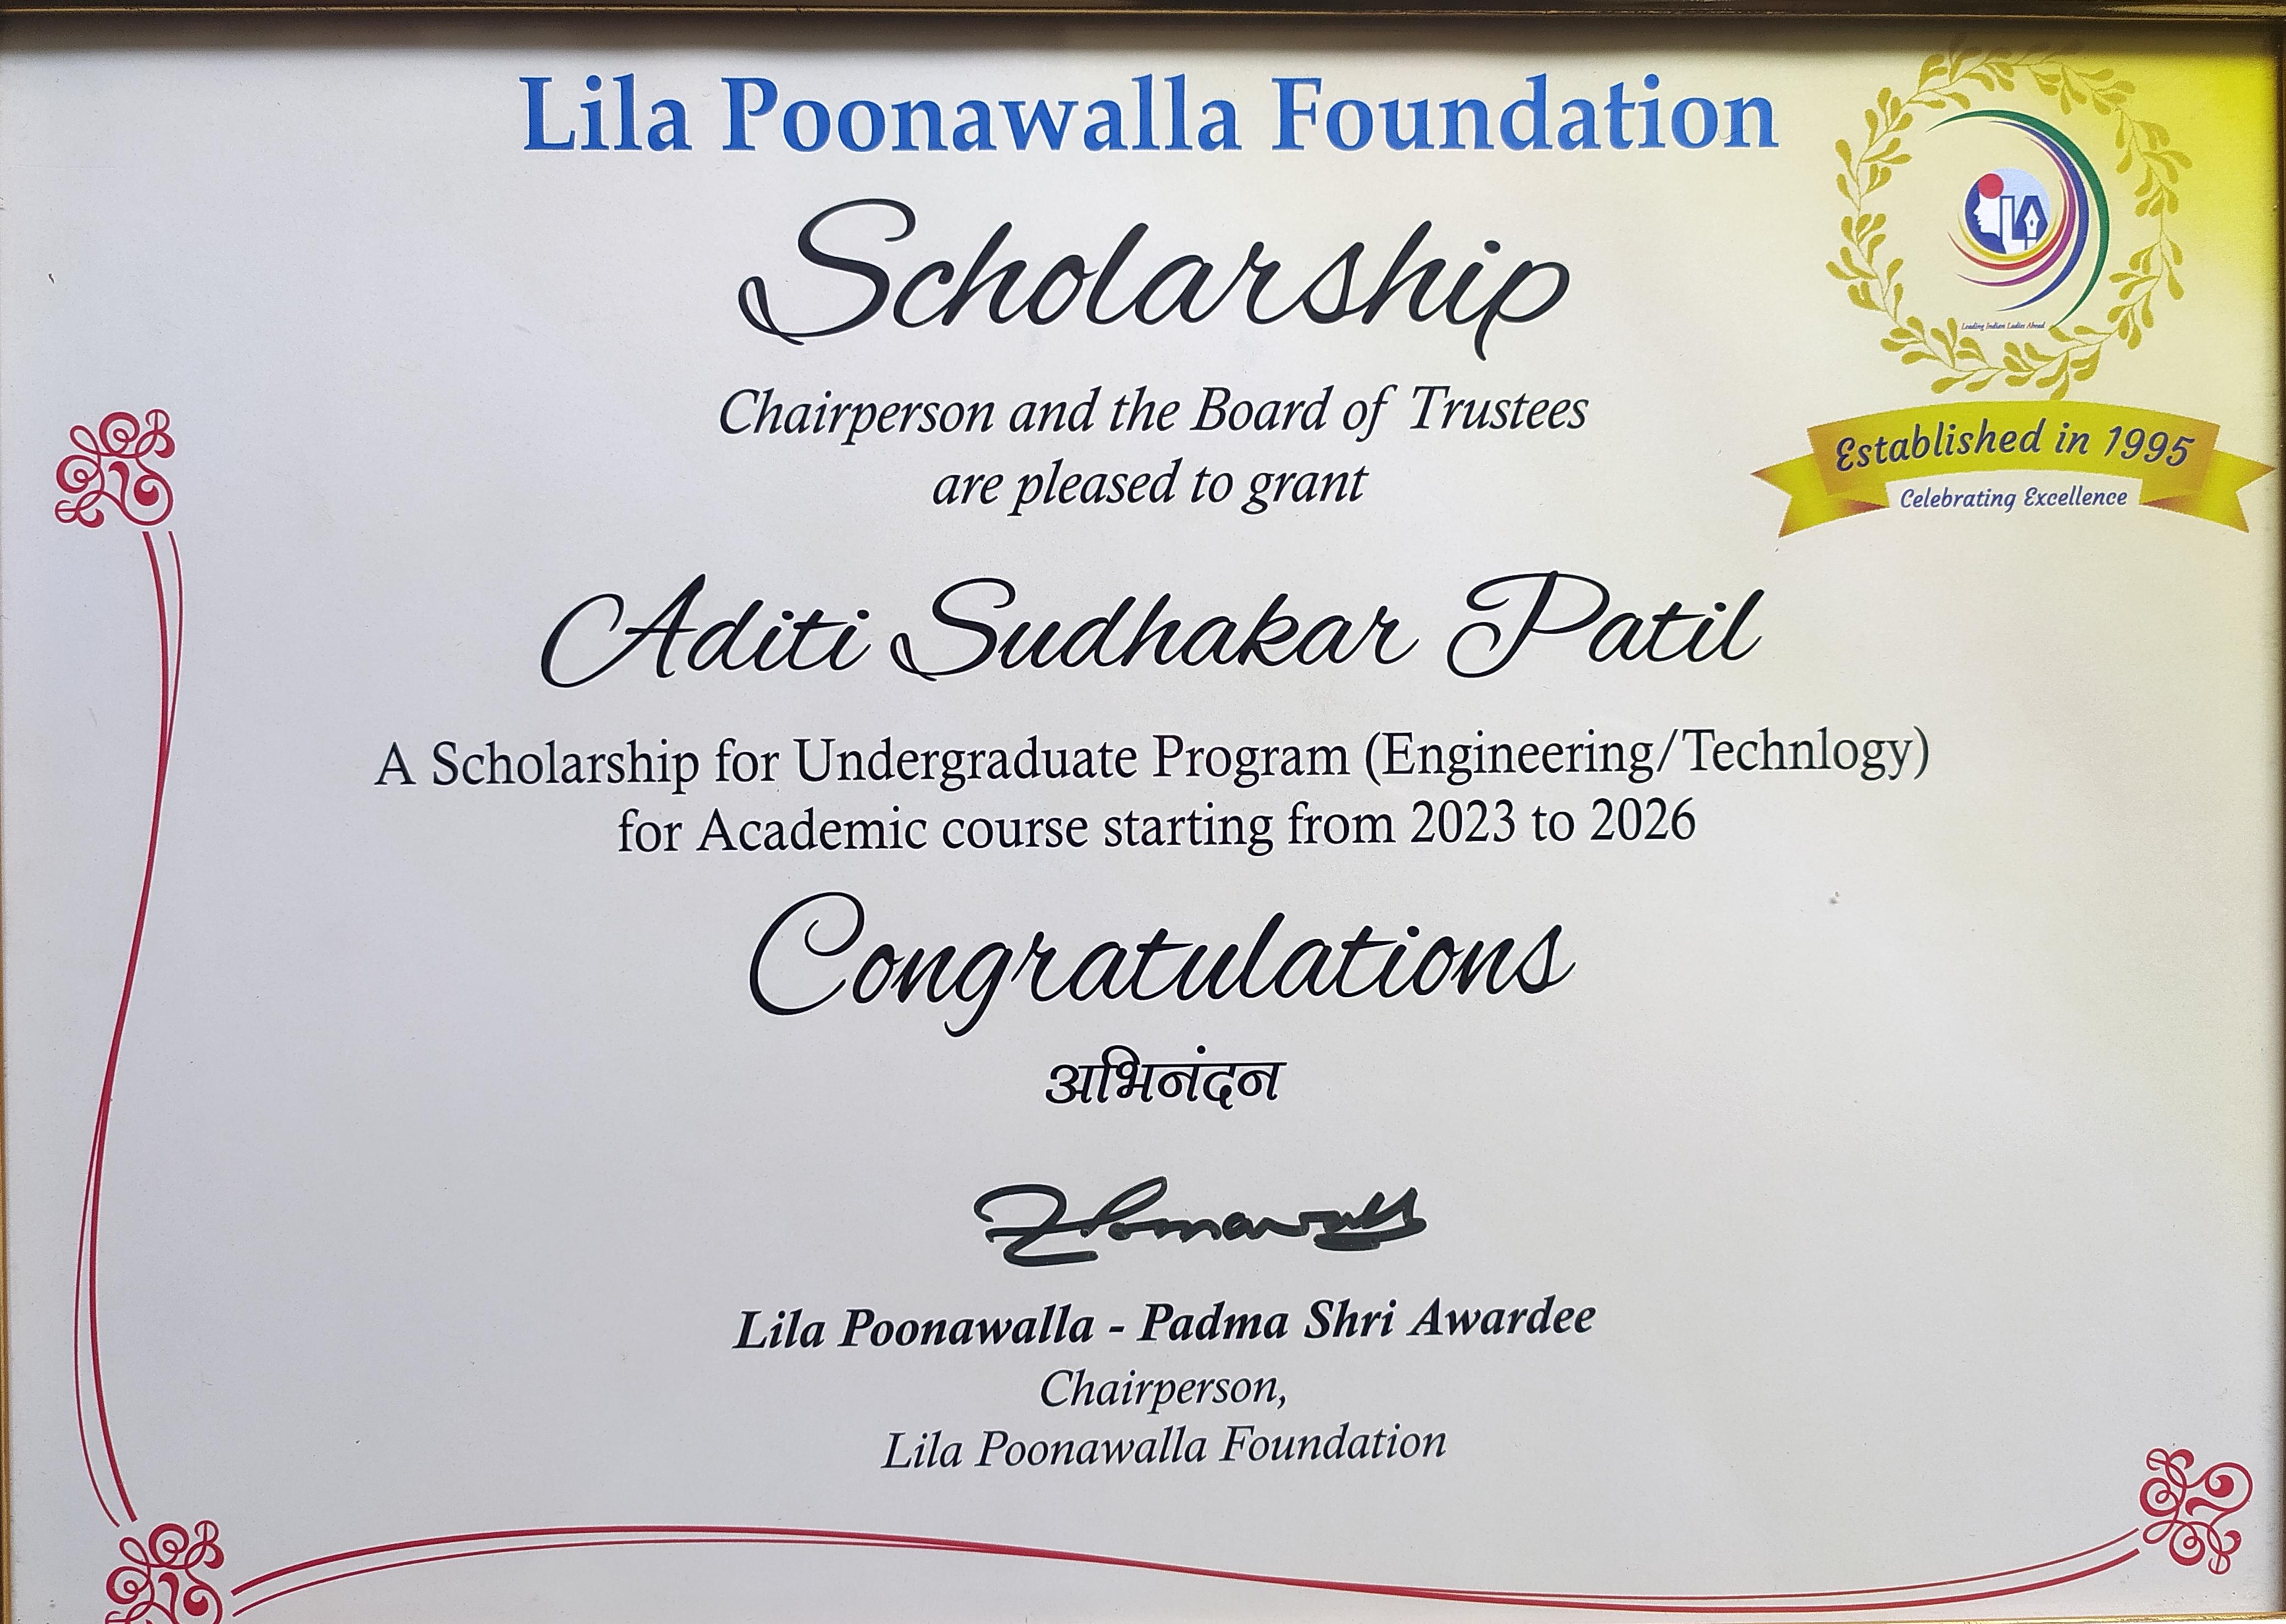 Lila Poonawalla Foundation
Scholarship
Chairperson and the Board of Trustees
are pleased to grant
Aditi Sudhakar Patil
A Scholarship for Undergraduate Program (Engineering/Technlogy)
for Academic course starting from 2023 to 2026
Congratulations
अभिनंदन
Lila Poonawalla - Padma Shri Awardee
Chairperson,
Lila Poonawalla Foundation
LILA
Leading Indian Ladies Ahead
Established in 1995
Celebrating Excellence